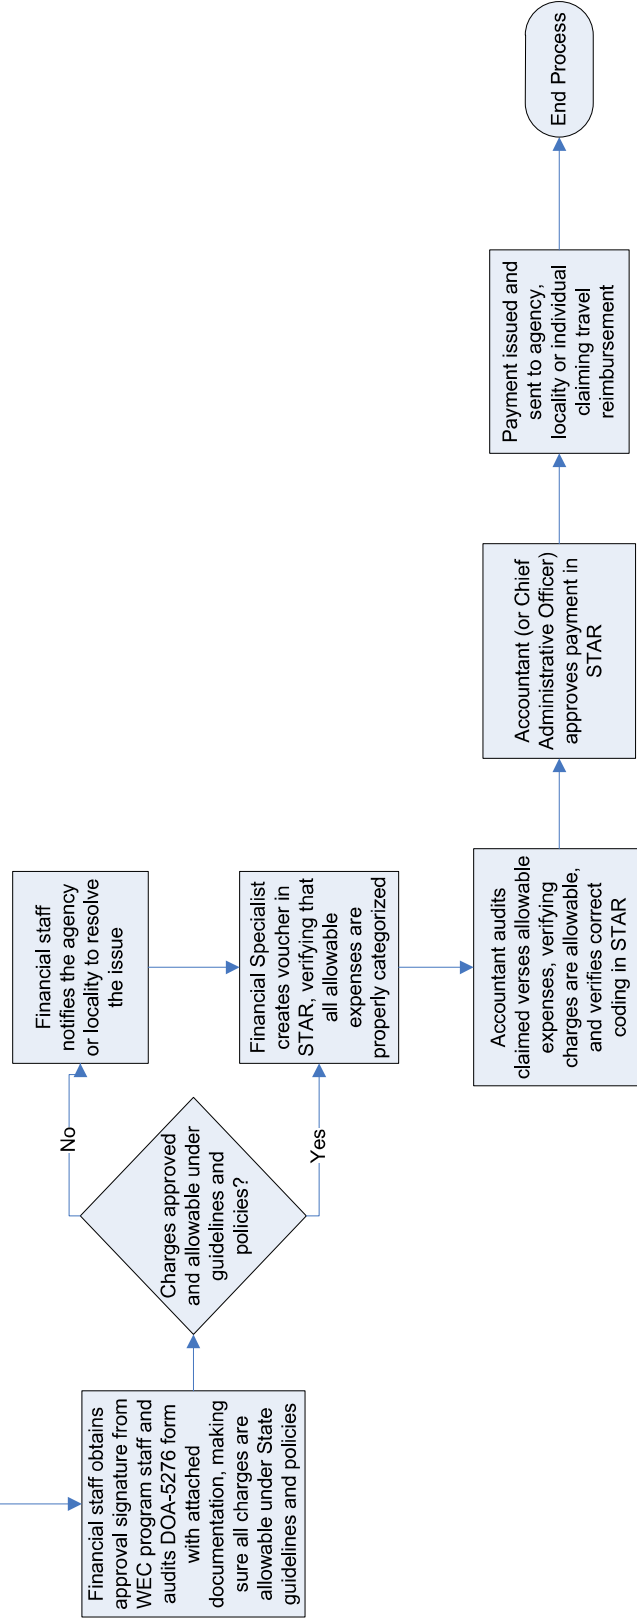 Financial staff obtains
approval signature from
WEC program staff and
audits DOA-5276 form
with attached
documentation, making
sure all charges are
allowable under State
guidelines and policies
Charges approved
and allowable under
guidelines and
policies?
No
Yes
Financial staff
notifies the agency
or locality to resolve
the issue
Financial Specialist
creates voucher in
STAR, verifying that
all allowable
expenses are
properly categorized
Accountant audits
claimed verses allowable
expenses, verifying
charges are allowable,
and verifies correct
coding in STAR
Accountant (or Chief
Administrative Officer)
approves payment in
STAR
Payment issued and
sent to agency,
locality or individual
claiming travel
reimbursement
End Process